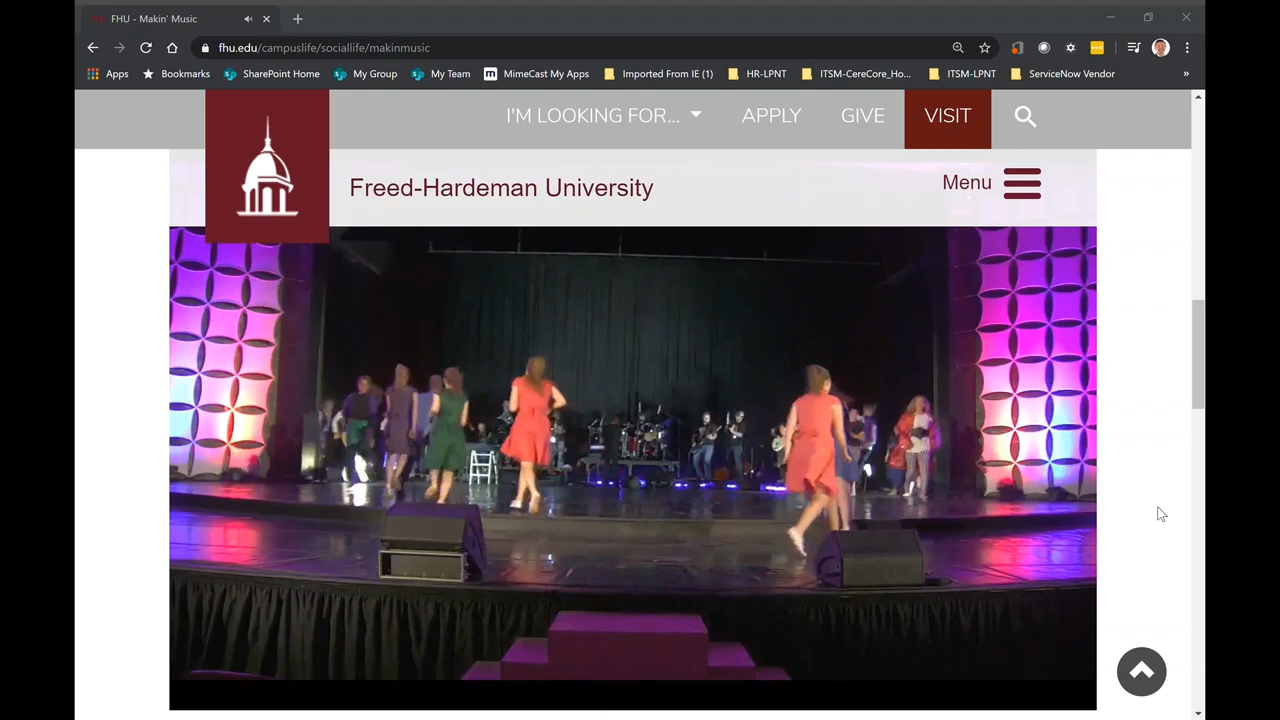 FHU - Makin' Music
fhu.edu/campuslife/sociallife/makinmusic
Apps Bookmarks SharePoint Home My Group My Team MimeCast My Apps Imported From IE (1) HR-LPNT ITSM-CereCore_Ho... ITSM-LPNT ServiceNow Vendor »
I'M LOOKING FOR... APPLY GIVE VISIT
Freed-Hardeman University
Menu